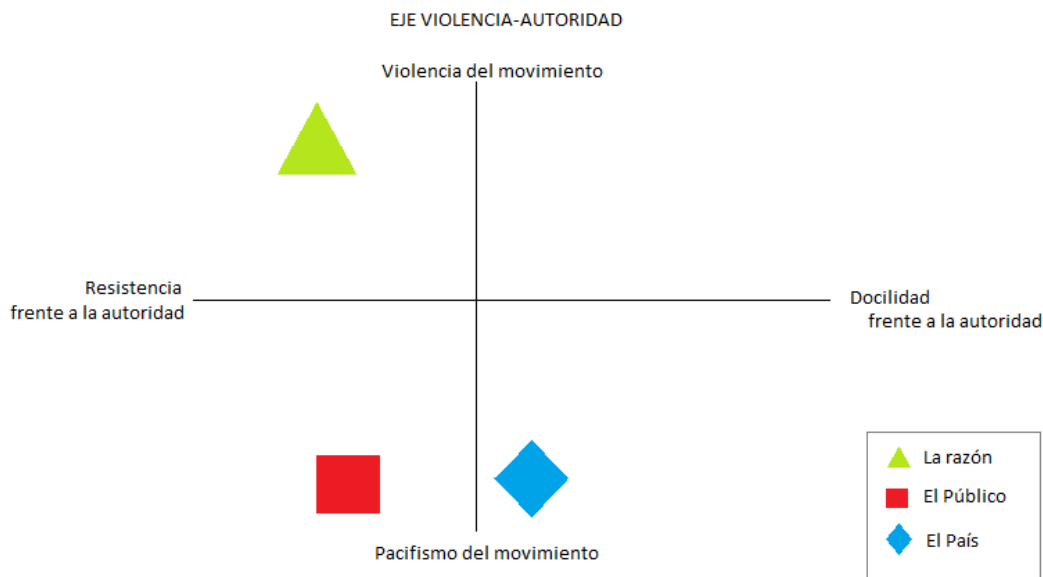 EJE VIOLENCIA-AUTORIDAD
Violencia del movimiento
Resistencia
frente a la autoridad
Docilidad
frente a la autoridad
Pacifismo del movimiento
La razón
El Público
El País